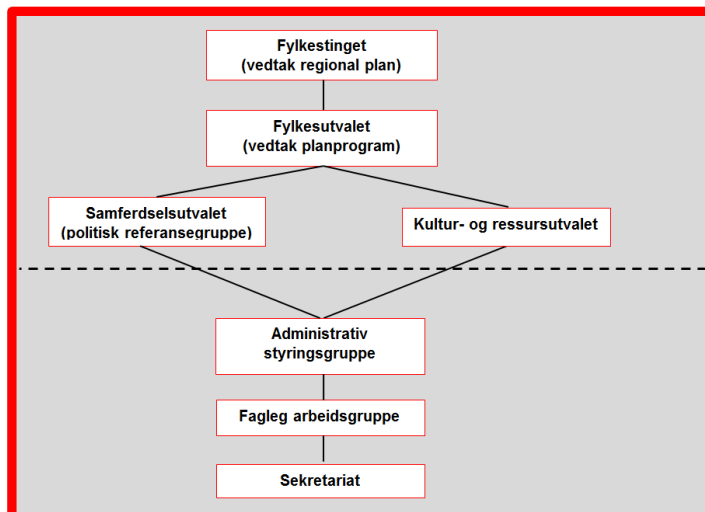 Fylkestinget
(vedtak regional plan)
Fylkesutvalet
(vedtak planprogram)
Samferdselsutvalet
(politisk referansegruppe)
Kultur- og ressursutvalet
Administrativ
styringsgruppe
Fagleg arbeidsgruppe
Sekretariat